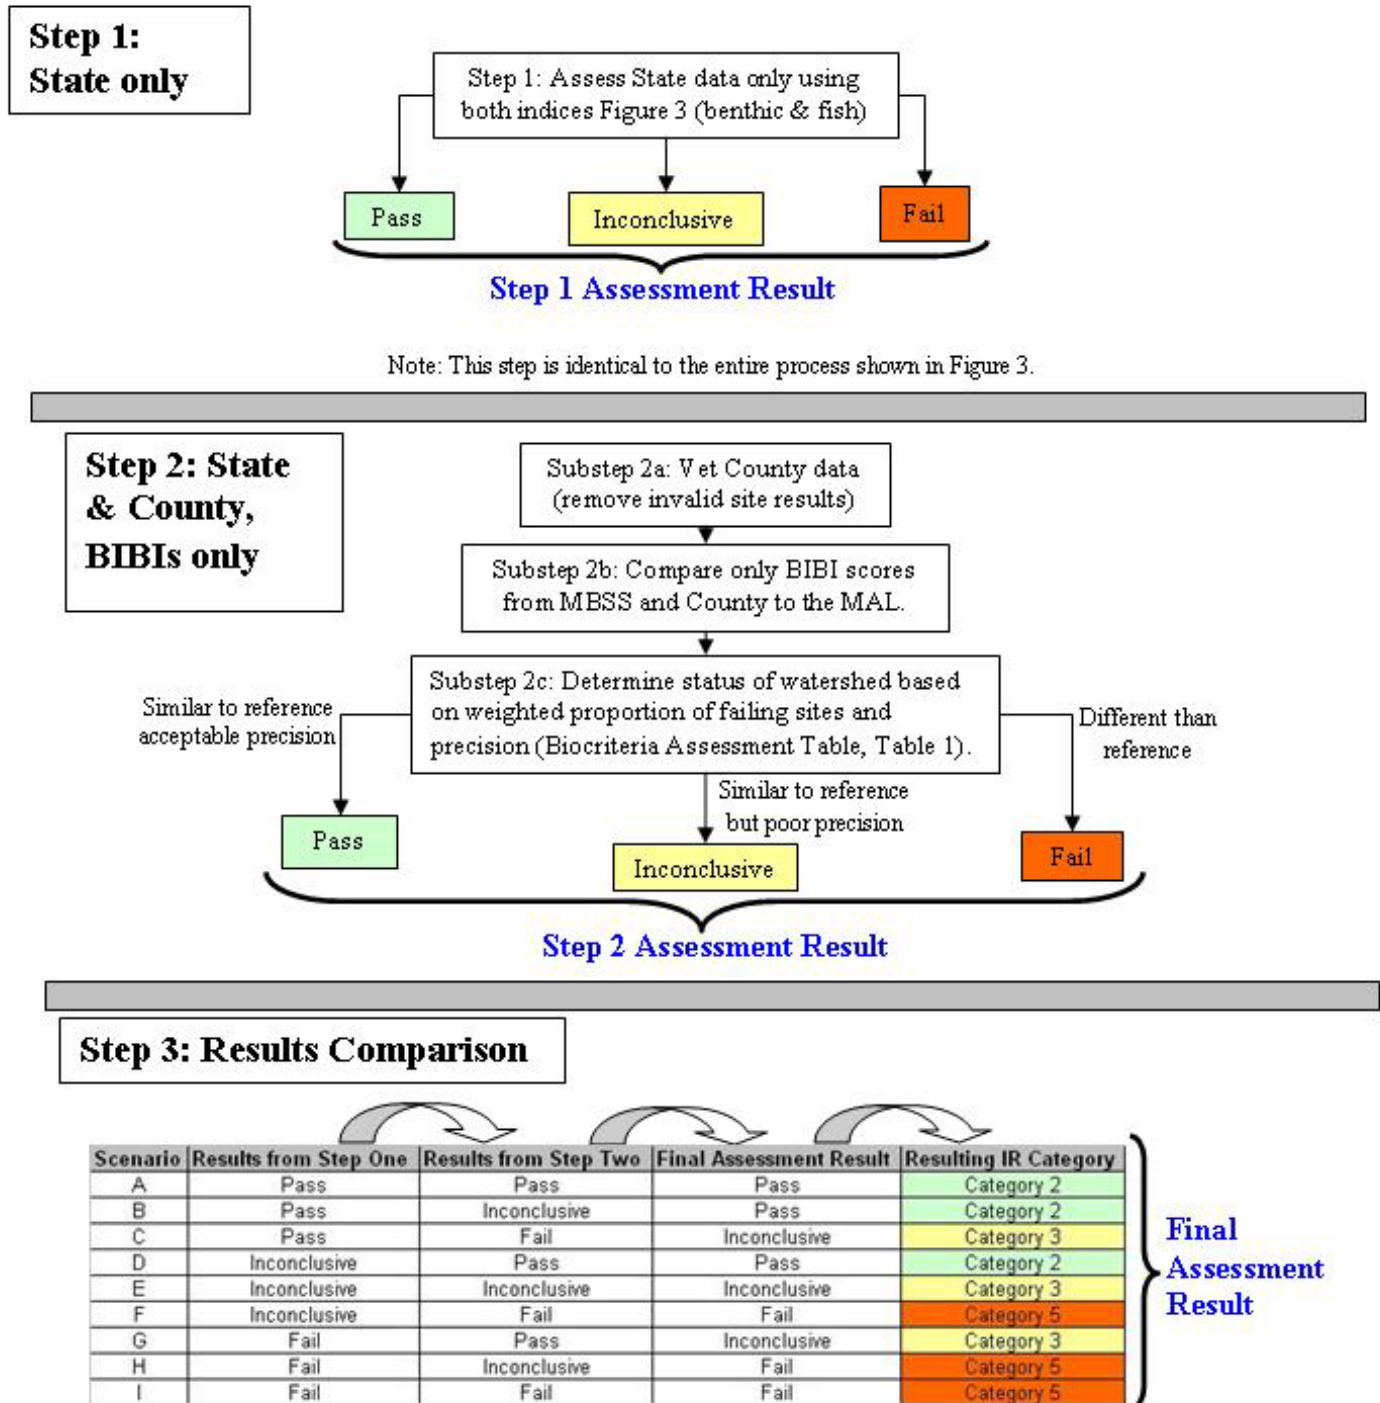 Step 1:
State only
Step 1: Assess State data only using
both indices Figure 3 (benthic & fish)
Pass
Inconclusive
Fail
Step 1 Assessment Result
Note: This step is identical to the entire process shown in Figure 3.
Step 2: State
& County,
BIBIs only
Substep 2a: Vet County data
(remove invalid site results)
Substep 2b: Compare only BIBI scores
from MBSS and County to the MAL.
Substep 2c: Determine status of watershed based
on weighted proportion of failing sites and
precision (Biocriteria Assessment Table, Table 1).
Similar to reference
acceptable precision
Different than
reference
Similar to reference
but poor precision
Pass
Inconclusive
Fail
Step 2 Assessment Result
Step 3: Results Comparison
Scenario Results from Step One Results from Step Two Final Assessment Result Resulting IR Category
A Pass Pass Pass Category 2
B Pass Inconclusive Pass Category 2
C Pass Fail Inconclusive Category 3
D Inconclusive Pass Pass Category 2
E Inconclusive Inconclusive Inconclusive Category 3
F Inconclusive Fail Fail Category 5
G Fail Pass Inconclusive Category 3
H Fail Inconclusive Fail Category 5
I Fail Fail Fail Category 5
Final
Assessment
Result